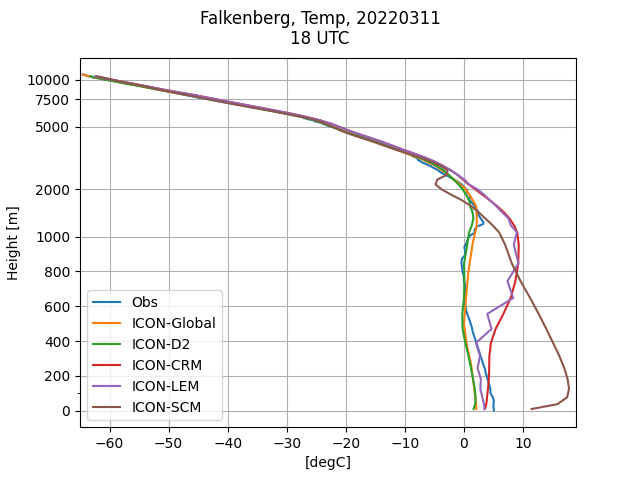 Falkenberg, Temp, 20220311
18 UTC
10000
7500
5000
2000
1000
800
600
400
200
0
Height [m]
Obs
ICON-Global
ICON-D2
ICON-CRM
ICON-LEM
ICON-SCM
−60 −50 −40 −30 −20 −10 0 10
[degC]